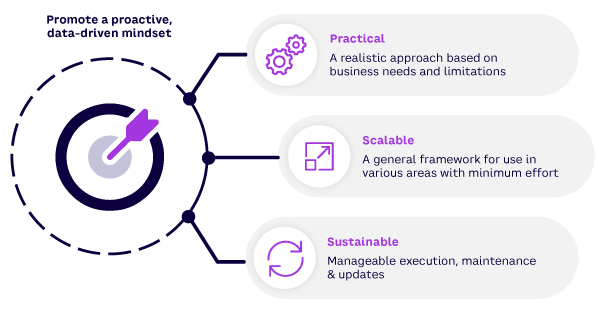 Promote a proactive,
data-driven mindset
Practical
A realistic approach based on
business needs and limitations
Scalable
A general framework for use in
various areas with minimum effort
Sustainable
Manageable execution, maintenance
& updates